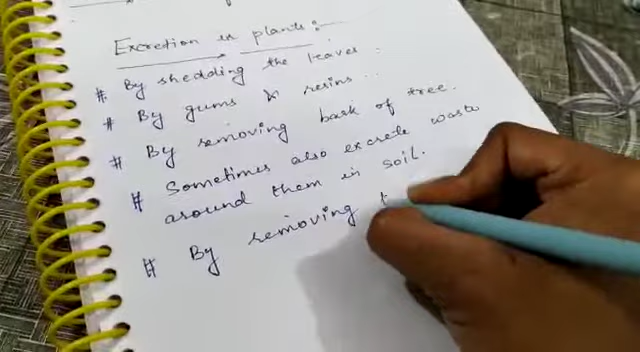 Excretion in plants :
# By shedding the leaves .
# By gums & resins ..
# By removing bark of tree.
# Sometimes also excrete waste
around them in soil.
# By removing t